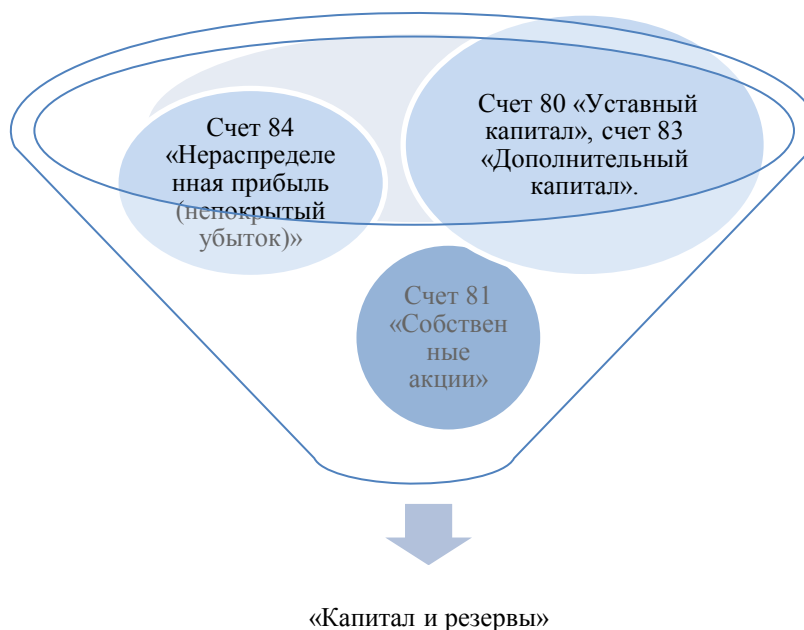 Счет 84
«Нераспределе
нная прибыль
(непокрытый
убыток)»
Счет 80 «Уставный
капитал», счет 83
«Дополнительный
капитал».
Счет 81
«Собствен
ные
акции»
«Капитал и резервы»